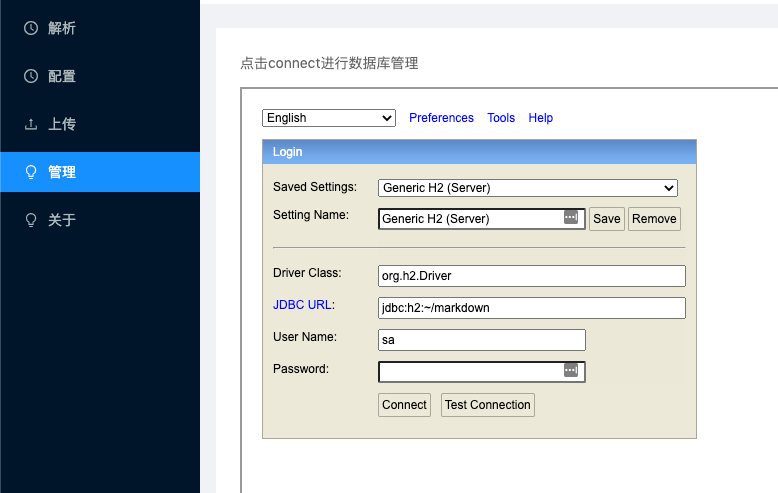 解析
配置
上传
管理
关于
点击connect进行数据库管理
English Preferences Tools Help
Login
Saved Settings: Generic H2 (Server)
Setting Name: Generic H2 (Server) Save Remove
Driver Class: org.h2.Driver
JDBC URL: jdbc:h2:~/markdown
User Name: sa
Password:
Connect Test Connection